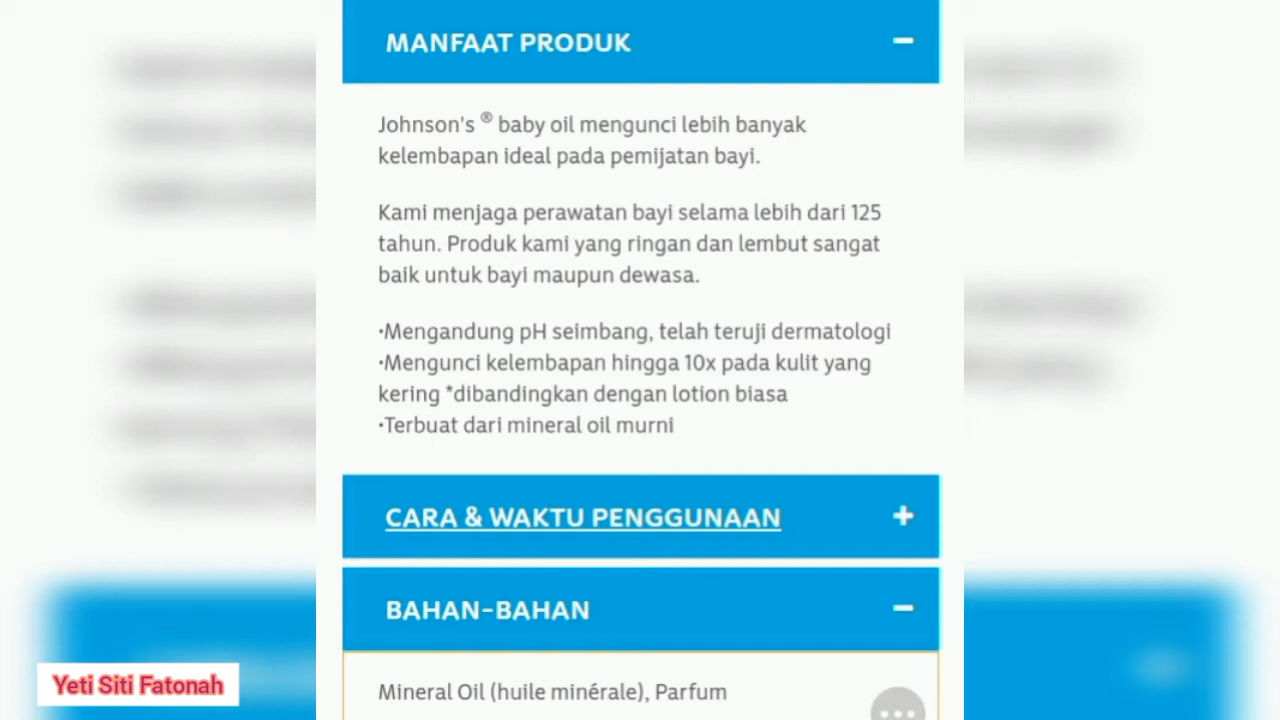 MANFAAT PRODUK
Johnson's ® baby oil mengunci lebih banyak
kelembapan ideal pada pemijatan bayi.
Kami menjaga perawatan bayi selama lebih dari 125
tahun. Produk kami yang ringan dan lembut sangat
baik untuk bayi maupun dewasa.
•Mengandung pH seimbang, telah teruji dermatologi
•Mengunci kelembapan hingga 10x pada kulit yang
kering *dibandingkan dengan lotion biasa
•Terbuat dari mineral oil murni
CARA & WAKTU PENGGUNAAN
BAHAN-BAHAN
Mineral Oil (huile minérale), Parfum
Yeti Siti Fatonah